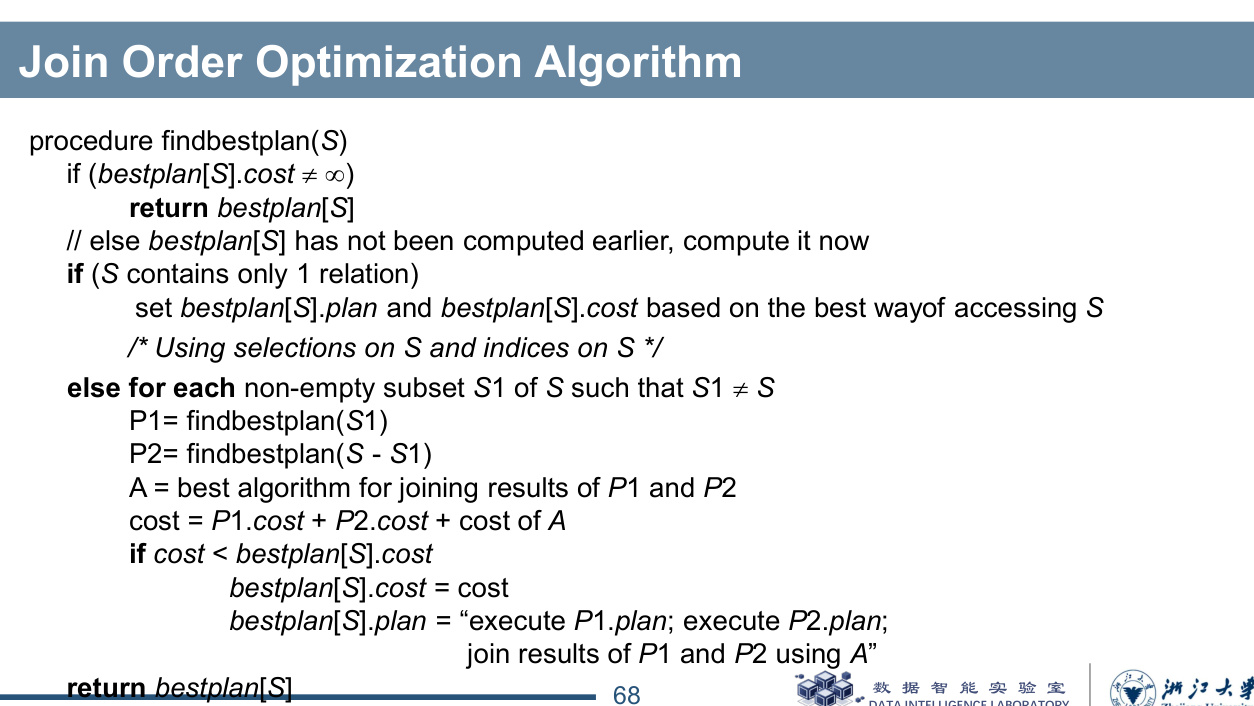 Join Order Optimization Algorithm
procedure findbestplan(S)
if (bestplan[S].cost ≠ ∞)
return bestplan[S]
// else bestplan[S] has not been computed earlier, compute it now
if (S contains only 1 relation)
set bestplan[S].plan and bestplan[S].cost based on the best wayof accessing S
/* Using selections on S and indices on S */
else for each non-empty subset S1 of S such that S1 ≠ S
P1= findbestplan(S1)
P2= findbestplan(S - S1)
A = best algorithm for joining results of P1 and P2
cost = P1.cost + P2.cost + cost of A
if cost < bestplan[S].cost
bestplan[S].cost = cost
bestplan[S].plan = “execute P1.plan; execute P2.plan;
join results of P1 and P2 using A”
return bestplan[S]
68
数据智能实验室
DATA INTELLIGENCE LABORATORY
浙江大学